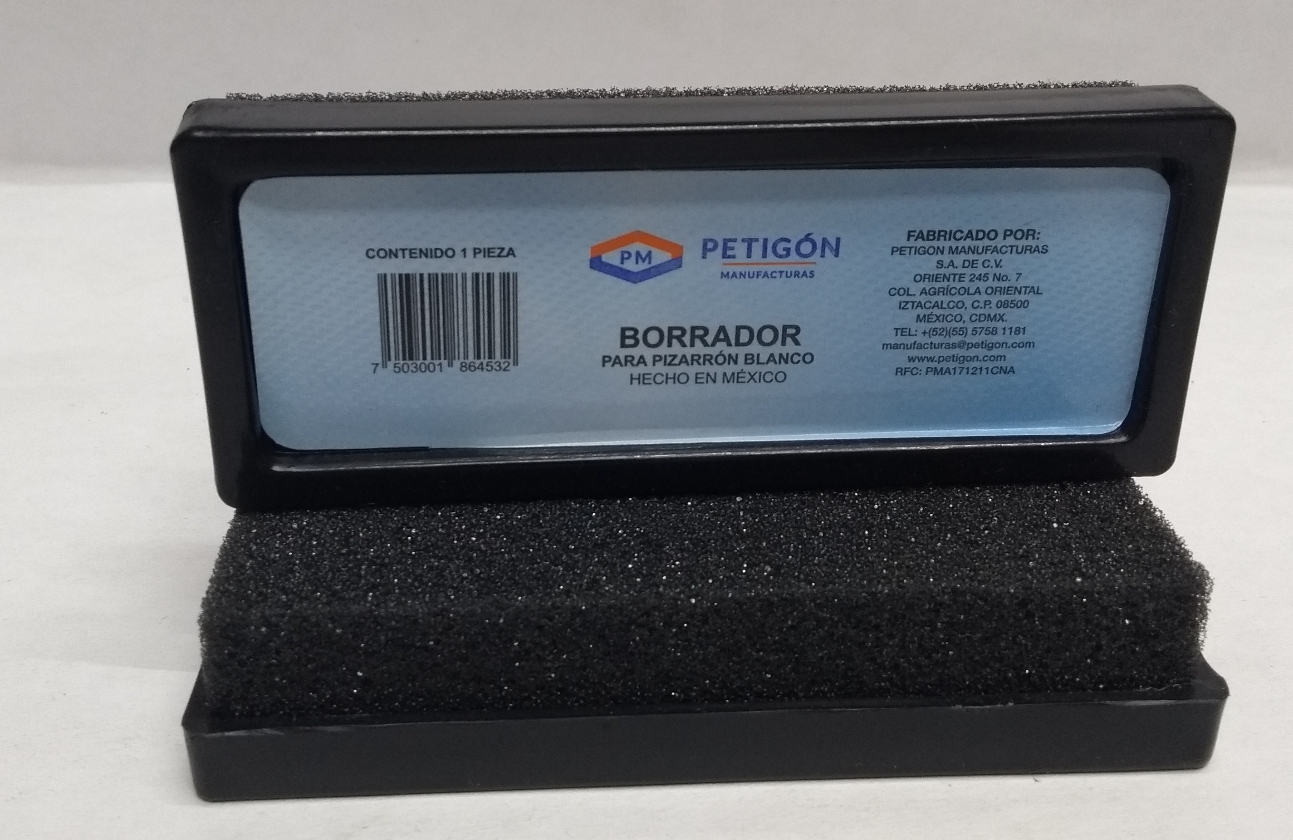 CONTENIDO 1 PIEZA
7 503001 864532
PM
PETIGÓN
MANUFACTURAS
BORRADOR
PARA PIZARRÓN BLANCO
HECHO EN MÉXICO
FABRICADO POR:
PETIGON MANUFACTURAS
S.A. DE C.V.
ORIENTE 245 No. 7
COL. AGRÍCOLA ORIENTAL
IZTACALCO, C.P. 08500
MÉXICO, CDMX.
TEL: +(52)(55) 5758 1181
manufacturas@petigon.com
www.petigon.com
RFC: PMA171211CNA